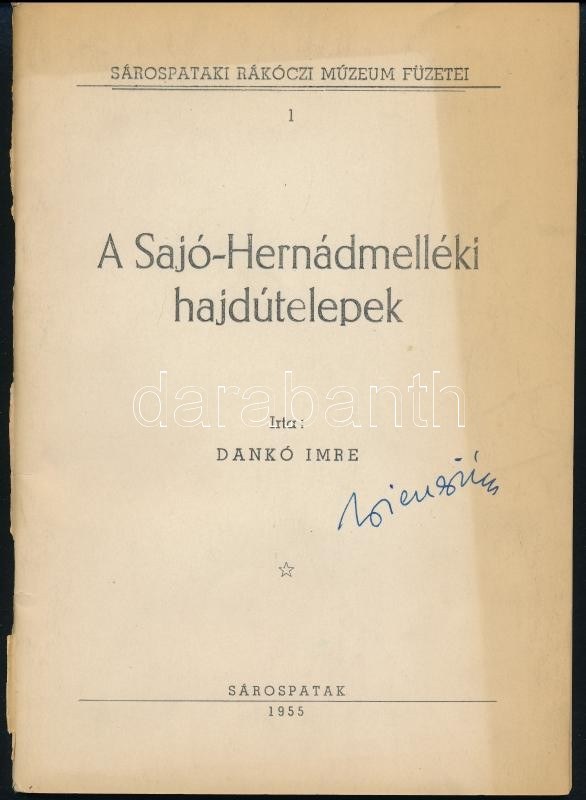 SÁROSPATAKI RÁKÓCZI MÚZEUM FÜZETEI
1
A Sajó-Hernádmelléki
hajdútelepek
darabanth
Irta:
DANKÓ IMRE
SÁROSPATAK
1955